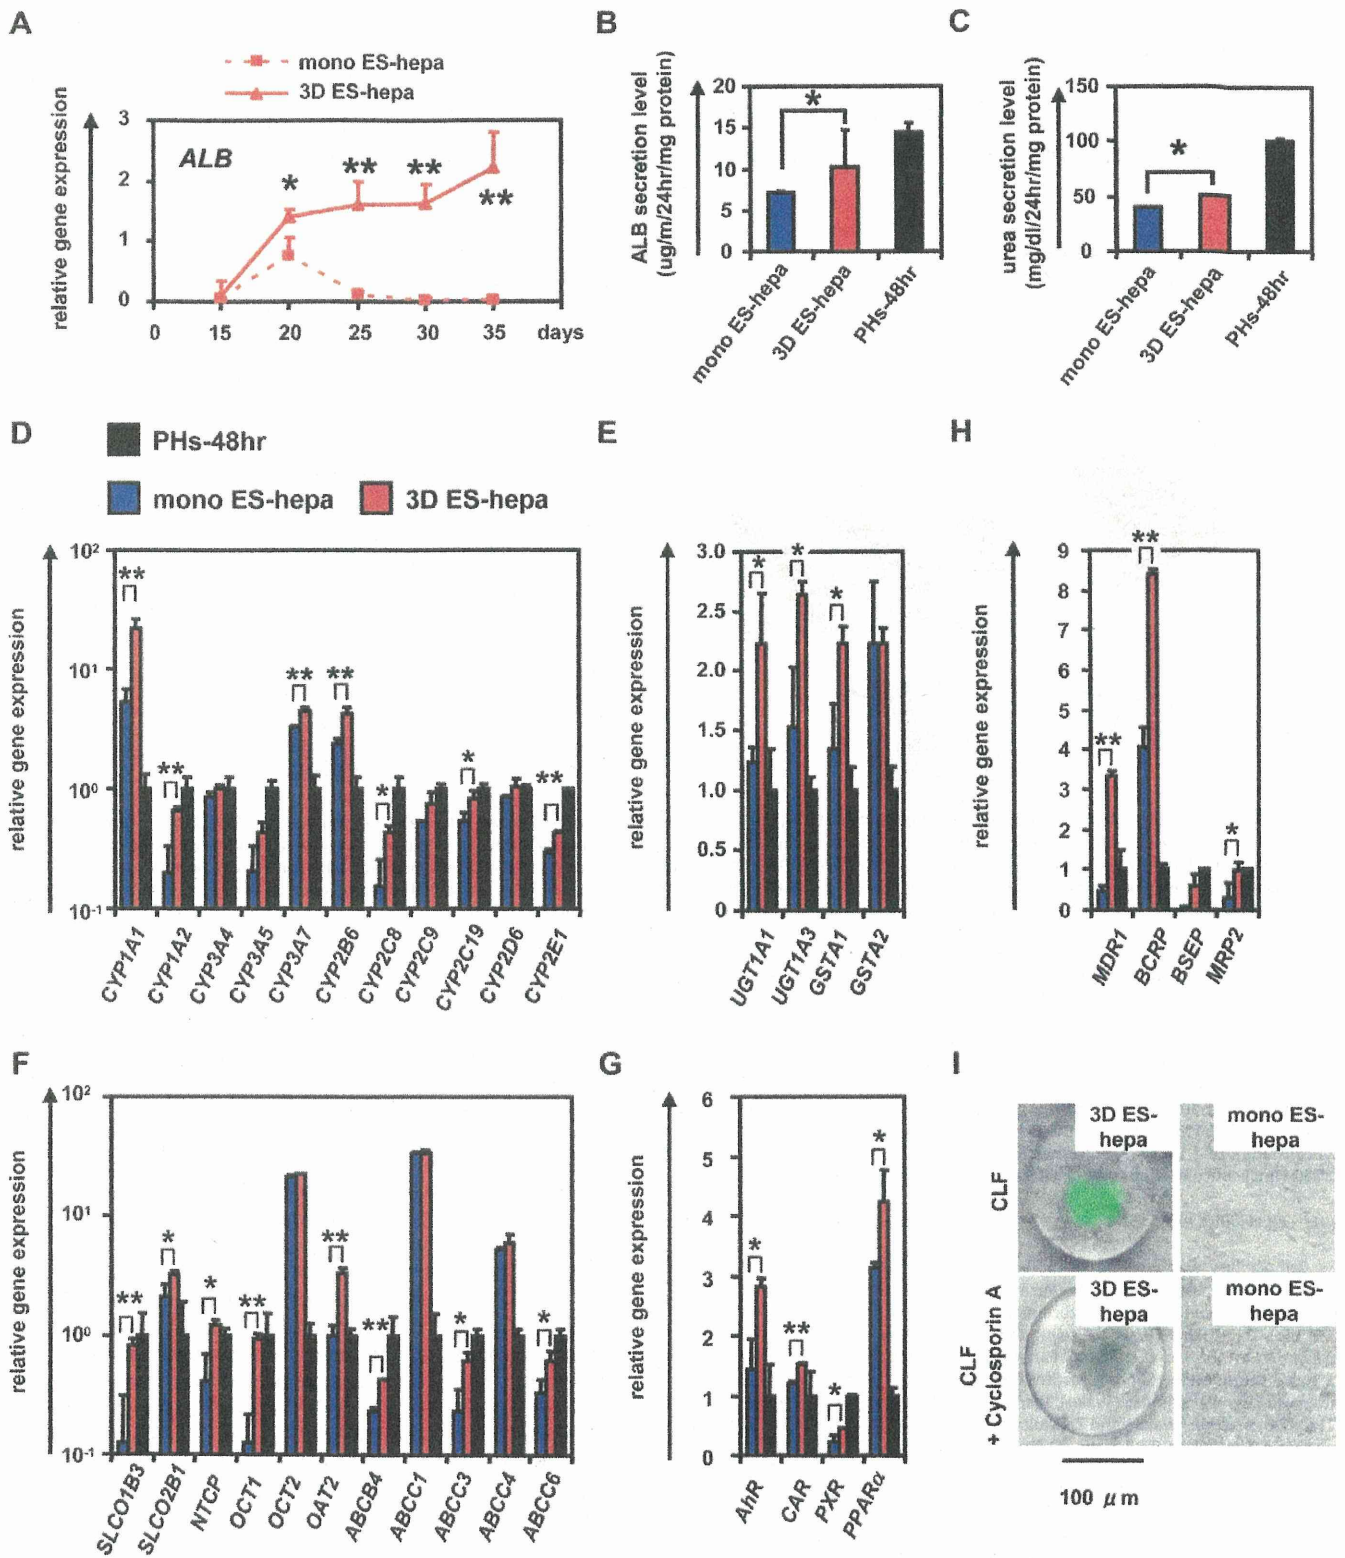 A
mono ES-hepa
3D ES-hepa
relative gene expression
3
2
1
0
ALB
*
**
**
**
0
15
20
25
30
35
days
B
ALB secretion level
(ug/m/24hr/mg protein)
20
15
10
5
0
*
mono ES-hepa
3D ES-hepa
PHs-48hr
C
urea secretion level
(mg/dl/24hr/mg protein)
150
100
50
0
*
mono ES-hepa
3D ES-hepa
PHs-48hr
D
PHs-48hr
mono ES-hepa
3D ES-hepa
relative gene expression
10²
10¹
10⁰
10⁻¹
**
**
**
**
*
*
**
CYP1A1
CYP1A2
CYP3A4
CYP3A5
CYP3A7
CYP2B6
CYP2C8
CYP2C9
CYP2C19
CYP2D6
CYP2E1
E
relative gene expression
3.0
2.5
2.0
1.5
1.0
0.5
0
*
*
*
UGT1A1
UGT1A3
GSTA1
GSTA2
H
relative gene expression
9
8
7
6
5
4
3
2
1
0
**
**
*
MDR1
BCRP
BSEP
MRP2
F
relative gene expression
10²
10¹
10⁰
10⁻¹
**
*
*
**
**
**
*
*
SLCO1B3
SLCO2B1
NTCP
OCT1
OCT2
OAT2
ABCB4
ABCC1
ABCC3
ABCC4
ABCC6
G
relative gene expression
6
5
4
3
2
1
0
*
**
*
*
AhR
CAR
PXR
PPARα
I
CLF
3D ES-
hepa
mono ES-
hepa
CLF
+ Cyclosporin A
3D ES-
hepa
mono ES-
hepa
100 μm